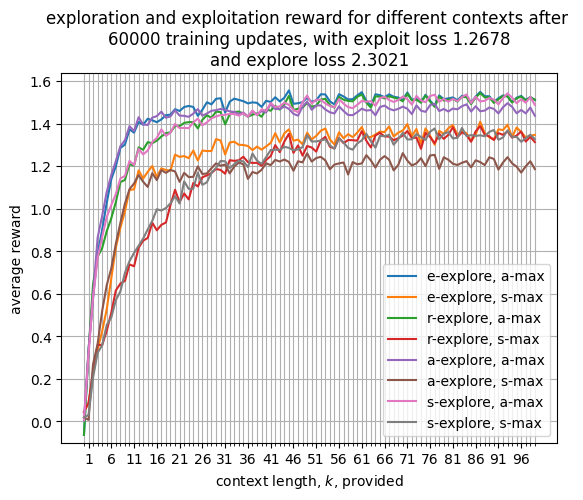 exploration and exploitation reward for different contexts after
60000 training updates, with exploit loss 1.2678
and explore loss 2.3021
1.6
1.4
1.2
1.0
0.8
0.6
0.4
0.2
0.0
average reward
e-explore, a-max
e-explore, s-max
r-explore, a-max
r-explore, s-max
a-explore, a-max
a-explore, s-max
s-explore, a-max
s-explore, s-max
1 6 11 16 21 26 31 36 41 46 51 56 61 66 71 76 81 86 91 96
context length, k, provided